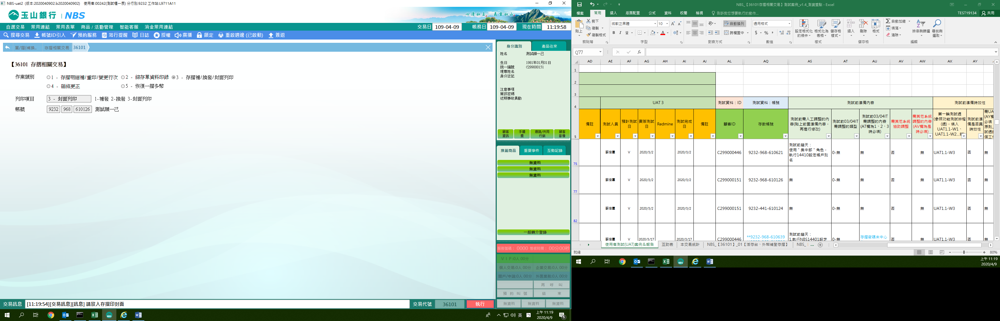 NBS-uat2 (版本:2020040902.b2020040902) 使用者:00242(測試櫃一辰) 分行別:9232 工作站:L9711A11
玉山銀行 | NBS
心清如玉，義重如山
自選交易 常用連結 常用表單 商品 / 活動管理 智能客服 消金常用連結
交易日 109-04-09 帳務日 109-04-09 現在時間 11:19:58
搜尋交易 帳號ID引入 預約服務 蒞行提醒 日誌 授權 廣播 鎖定 重啟週邊 (已啟動) 簽退
單/摺(補換.. 存摺相關交易 36101
【36101 存摺相關交易】
作業類別
1 - 存摺明細補/重印/變更行次 2 - 綜存單資料印錄 3 - 存摺補/換發/封面列印
4 - 磁條更正 5 - 恢復一摺多幣
列印項目 3 - 封面列印 1-補發 2-換發 3-封面列印
帳號 9232 968 610126 測試顏一己
身分識別 產品往來
姓名 測試顏一己
生日 1981年01月01日
統一編號 C299000151
理專姓名
身分註記
注意事項
簡訊密碼
近期事故異動
顧客資訊 手續費 通路/共同行銷 顧客影像
推薦商品 重要事件 互動記錄
無資料
無資料
無資料
一般轉介登錄
服務號碼： 0000 等候時間： 00分00秒
V I P:0人 00分
個人交易:0人 00分 企業交易:0人 00分
開戶/申請:0人 00分 外匯業務:0人 00分
再 呼 叫
預 約 叫 號 結 束
無資料 無資料 無資料
交易訊息 [11:19:54][交易訊息][訊息] 請放入存摺印封面 交易代號 36101 執行
英
上午 11:19
2020/4/9
6
NBS_【36101存摺相關交易】測試案例_v1.4_測資盤點 - Excel
檔案 常用 插入 版面配置 公式 資料 校閱 檢視 告訴我您想要執行的動作... TEST19134 共用
貼上 剪下 複製 複製格式
微軟正黑體 10
B I U
自動換列
跨欄置中
通用格式
設定格式化的條件 格式化為表格 儲存格樣式
插入 刪除 格式
自動加總 填滿 清除
排序與篩選 尋找與選取
剪貼簿 字型 對齊方式 數值 樣式 儲存格 編輯
Q77
fx
AD AE AF AG AH AI AJ AL AQ AS AT AU AV AW AX AY
1
2
3
4 UAT 3 測試資料：ID 測試資料：帳號 測試前準備內容 測試前準備時效性
5 備註 測試人員 預計測試日 實際測試日 Redmine 測試完成日 備註 顧客ID 存款帳號
測試前需人工調整的內容(貼上前置準備內容，再進行修改)
測試前03/04IT需調整的類型
測試前03/04IT需調整的內容(AT欄為1、2、3時必填)
需其他系統協助調整
需其他系統調整的內容(AV欄為是時必填)
第一輪測試週(參照功能測試排程(週)，填入UAT1.1-W1、UAT1.1-W2...等)
測試前準備是否具時效性
75 V 2020/3/2 2020/3/2 C299000446 9232-968-610621
測試前幾天：
使用＂集中部＂角色，
執行14410設定帳戶別
名
0-無 無 否 無 UAT1.1-W3 否 無
77 V 2020/3/2 2020/3/2 C299000151 9232-968-610126 無 0-無 無 否 無 UAT1.1-W3 否 無
82 V 2020/3/2 2020/3/2 C299000151 9232-441-610124 無 0-無 無 否 無 UAT1.1-W3 否 無
V 2020/3/17 2020/3/17 C299000446 **9232-968-610639
測試前幾天：
1.執行NBS14401設定
0-無 存摺密碼未中心 否 無 UAT1.1-W3 否 無
使用者測試(UAT)案例＆報告 互助表 本交易統計 NBS_【36101】_01【活存台、外幣補登存摺】 NBS_ ...
就緒 80%
上午 11:19
2020/4/9